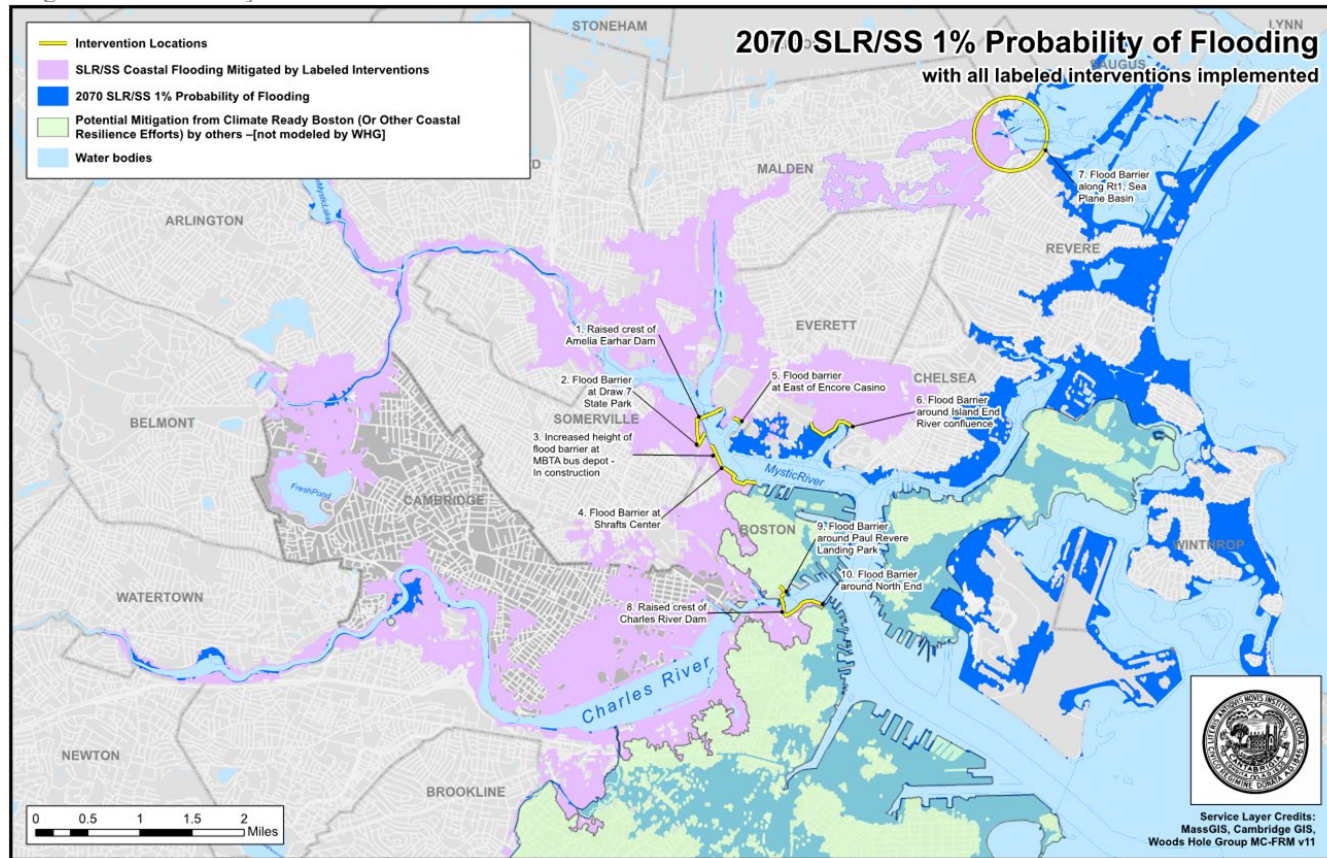 STONEHAM
LYNN
2070 SLR/SS 1% Probability of Flooding
with all labeled interventions implemented
Intervention Locations
SLR/SS Coastal Flooding Mitigated by Labeled Interventions
2070 SLR/SS 1% Probability of Flooding
Potential Mitigation from Climate Ready Boston (Or Other Coastal
Resilience Efforts) by others –[not modeled by WHG]
Water bodies
MysticLakes
MALDEN
7. Flood Barrier
along Rt1, Sea
Plane Basin
ARLINGTON
REVERE
EVERETT
1. Raised crest of
Amelia Earhar Dam
2. Flood Barrier
at Draw 7
State Park
5. Flood barrier
at East of Encore Casino
CHELSEA
6. Flood Barrier
around Island End
River confluence
BELMONT
SOMERVILLE
3. Increased height of
flood barrier at
MBTA bus depot -
In construction
MysticRiver
FreshPond
CAMBRIDGE
4. Flood Barrier at
Shrafts Center
BOSTON
9. Flood Barrier
around Paul Revere
Landing Park
WINTHROP
10. Flood Barrier
around North End
WATERTOWN
8. Raised crest of
Charles River Dam
Charles River
NEWTON
BROOKLINE
0 0.5 1 1.5 2
Miles
Service Layer Credits:
MassGIS, Cambridge GIS,
Woods Hole Group MC-FRM v11